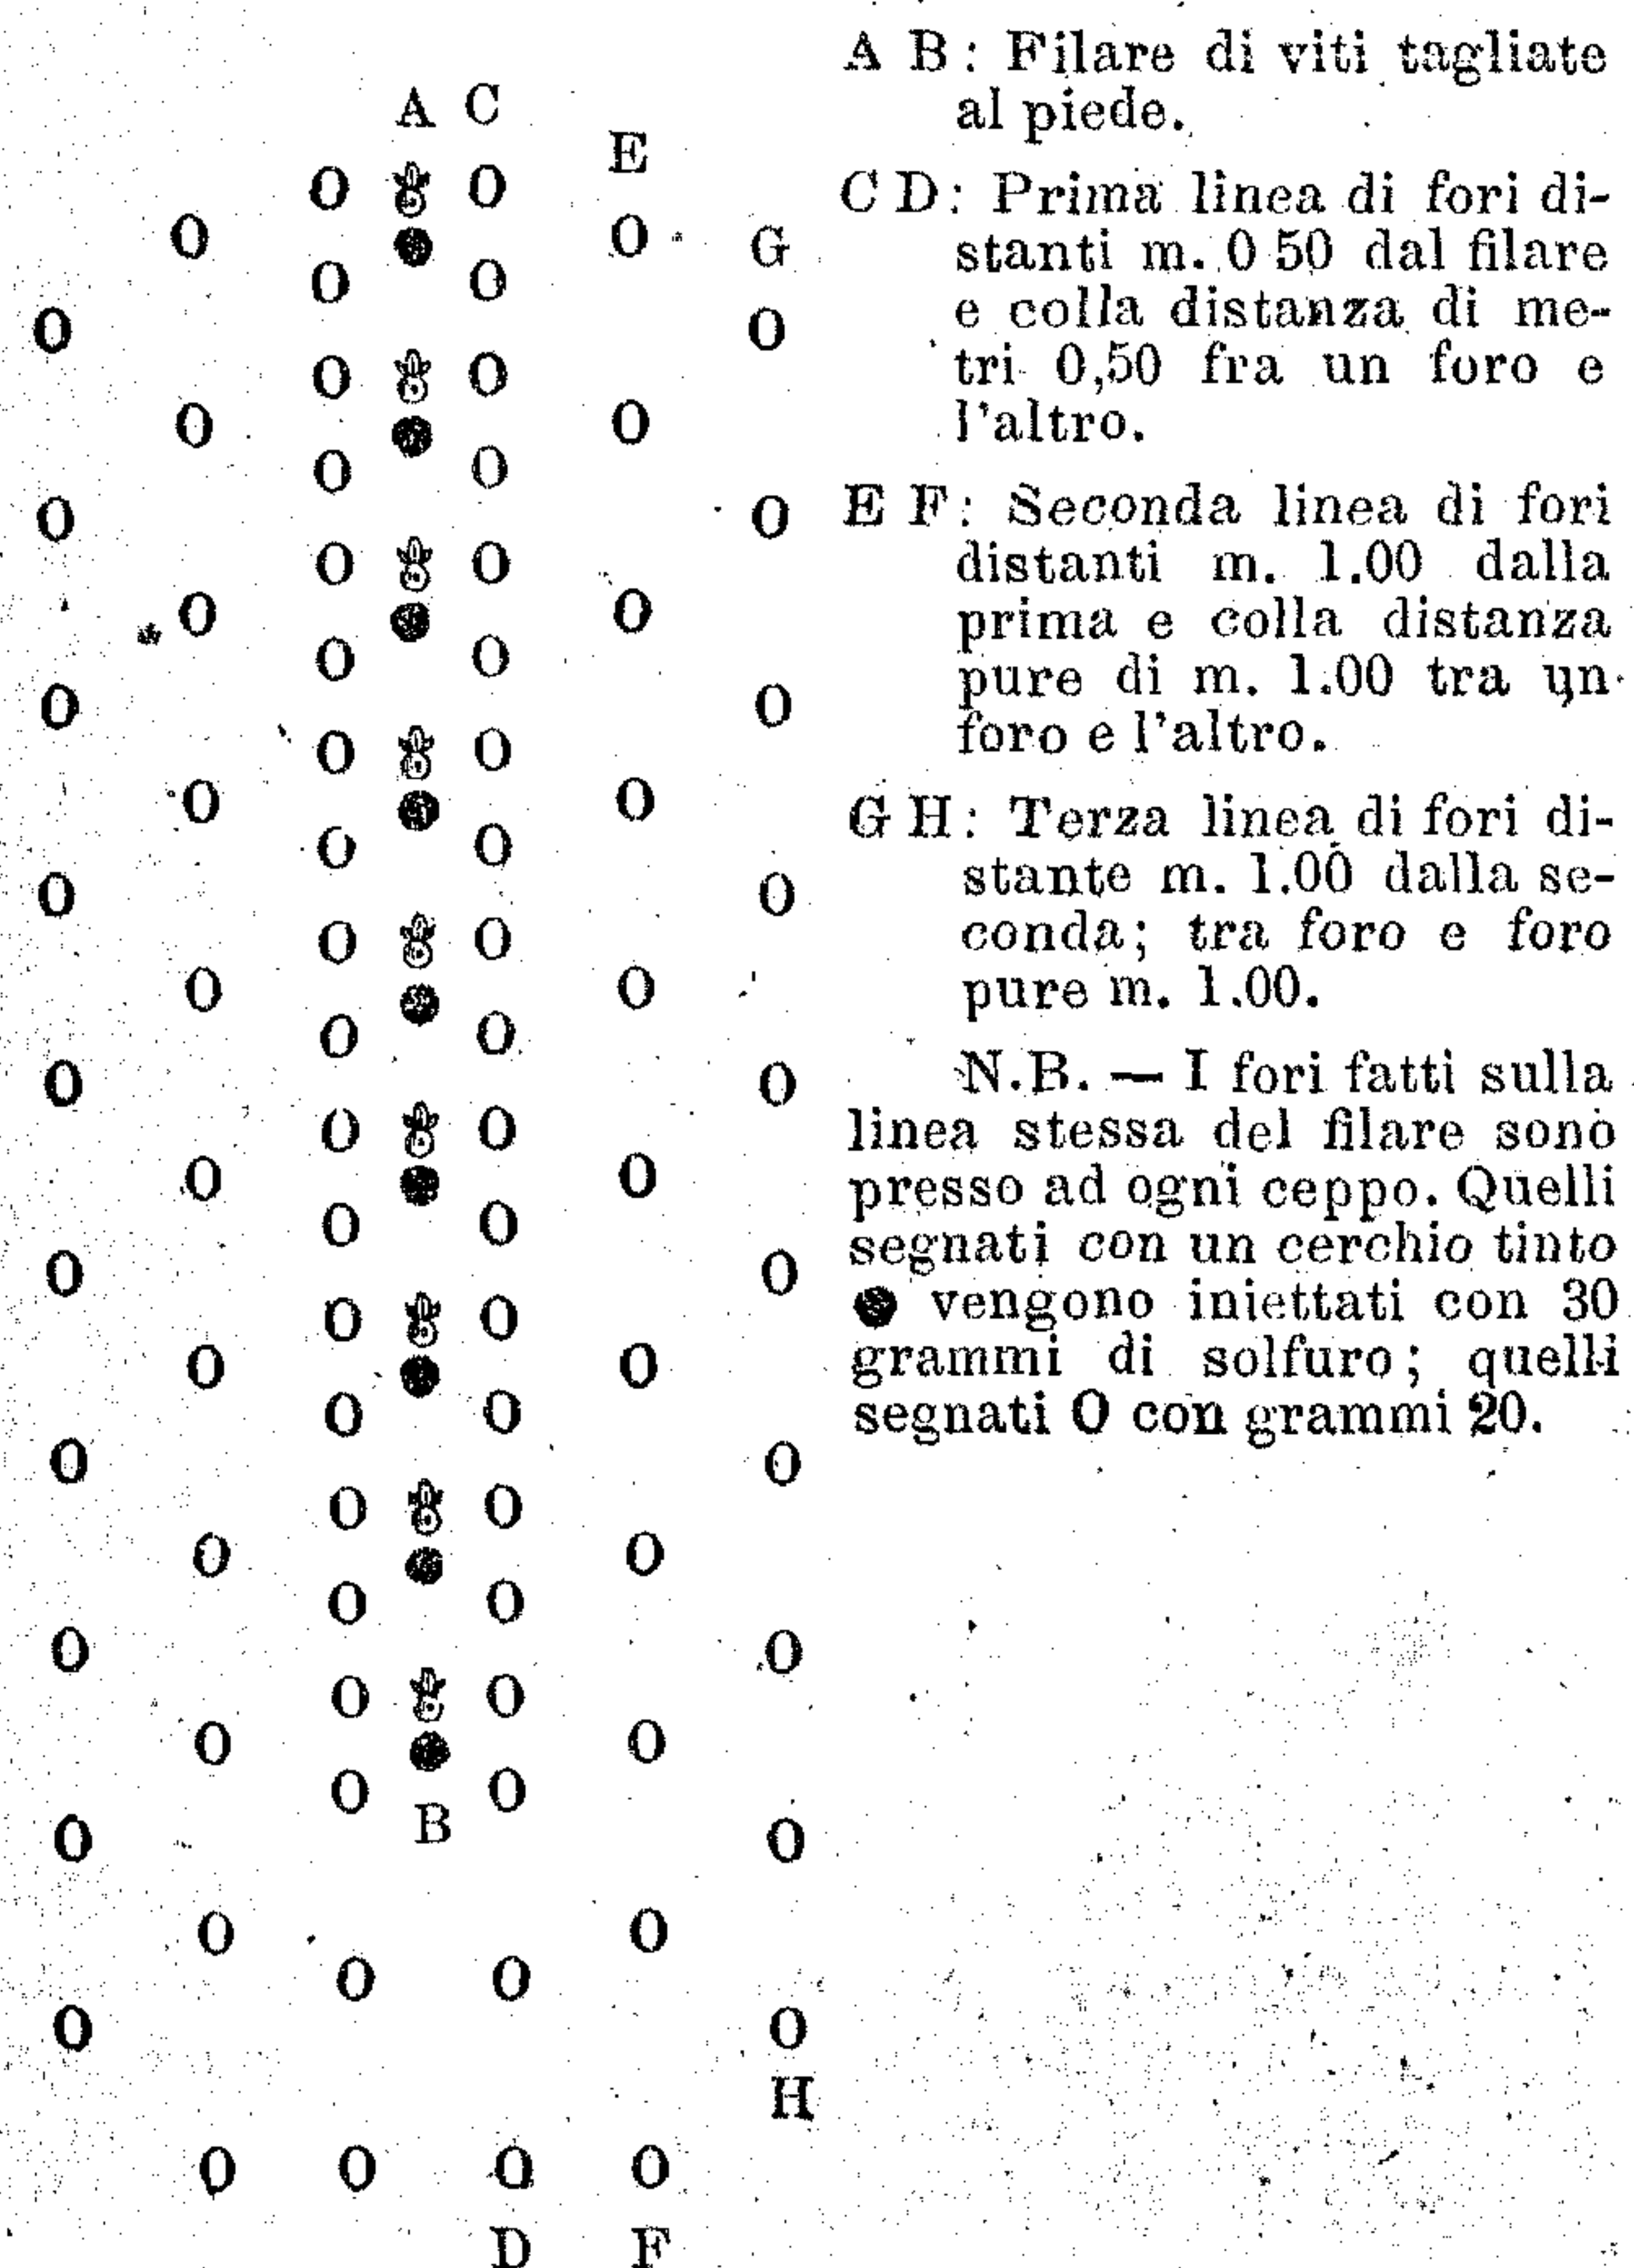 A C
E
G
B
H
D F
A B: Filare di viti tagliate
al piede.
C D: Prima linea di fori di-
stanti m. 0 50 dal filare
e colla distanza di me-
tri 0,50 fra un foro e
l'altro.
E F: Seconda linea di fori
distanti m. 1.00 dalla
prima e colla distanza
pure di m. 1.00 tra un
foro e l'altro.
G H: Terza linea di fori di-
stante m. 1.00 dalla se-
conda; tra foro e foro
pure m. 1.00.
N.B. — I fori fatti sulla
linea stessa del filare sono
presso ad ogni ceppo. Quelli
segnati con un cerchio tinto
● vengono iniettati con 30
grammi di solfuro; quelli
segnati O con grammi 20.